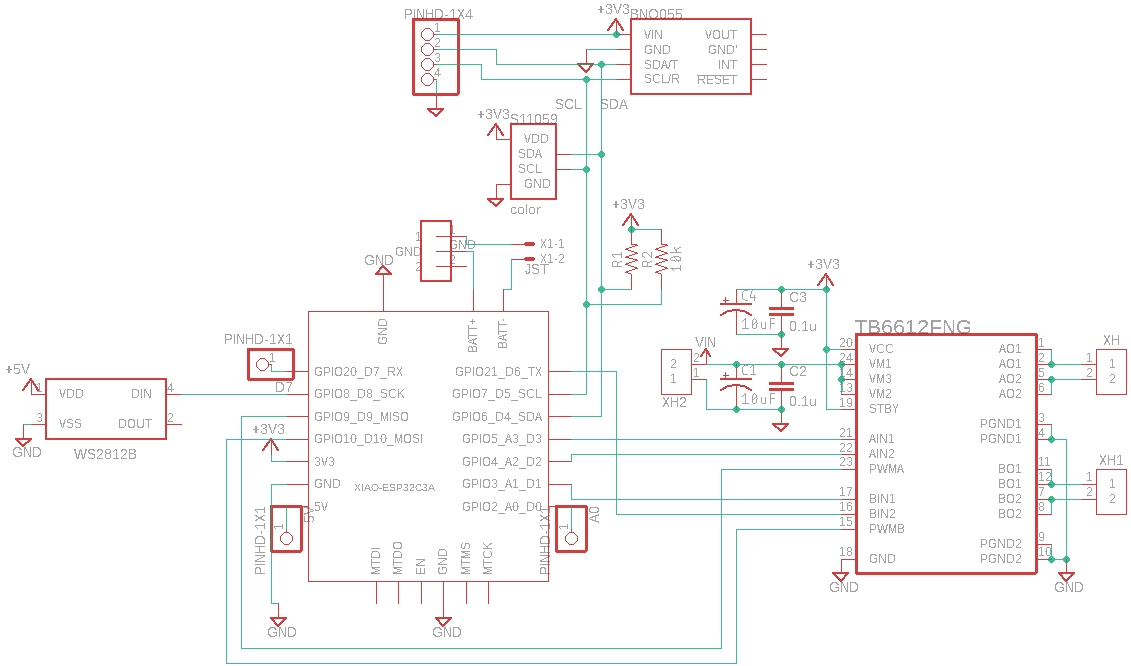 PINHD-1X4
1
2
3
4
+3V3
BNO055
VIN
GND
SDA/T
SCL/R
VOUT
GND'
INT
RESET
SCL
SDA
+3V3
S11059
VDD
SDA
SCL
GND
color
+3V3
R1
R2
10k
1
GND
2
1
GND
2
X1-1
X1-2
JST
GND
GND
BATT+
BATT-
PINHD-1X1
1
D7
+5V
1
VDD
DIN
4
3
VSS
DOUT
2
GND
WS2812B
+3V3
GPIO20_D7_RX
GPIO8_D8_SCK
GPIO9_D9_MISO
GPIO10_D10_MOSI
3V3
GND
5V
GPIO21_D6_TX
GPIO7_D5_SCL
GPIO6_D4_SDA
GPIO5_A3_D3
GPIO4_A2_D2
GPIO3_A1_D1
GPIO2_A0_D0
XIAO-ESP32C3A
PINHD-1X1
1
5V
PINHD-1X1
1
A0
MTDI
MTDO
EN
GND
MTMS
MTCK
GND
GND
+3V3
C4
10uF
C3
0.1u
VIN
2
1
2
1
XH2
C1
10uF
C2
0.1u
TB6612FNG
20
VCC
24
VM1
14
VM3
13
VM2
19
STBY
21
AIN1
22
AIN2
23
PWMA
17
BIN1
16
BIN2
15
PWMB
18
GND
AO1
1
AO1
2
AO2
5
AO2
6
PGND1
3
PGND1
4
BO1
11
BO1
12
BO2
7
BO2
8
PGND2
9
PGND2
10
XH
1
1
2
2
XH1
1
1
2
2
GND
GND